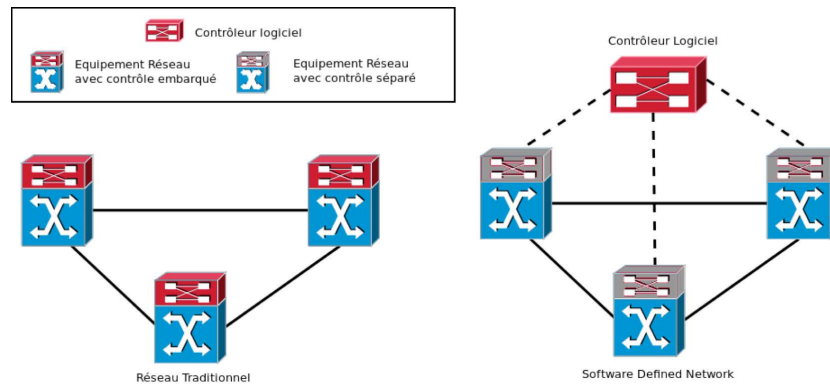 Contrôleur logiciel
Equipement Réseau
avec contrôle embarqué
Equipement Réseau
avec contrôle séparé
Contrôleur Logiciel
Réseau Traditionnel
Software Defined Network